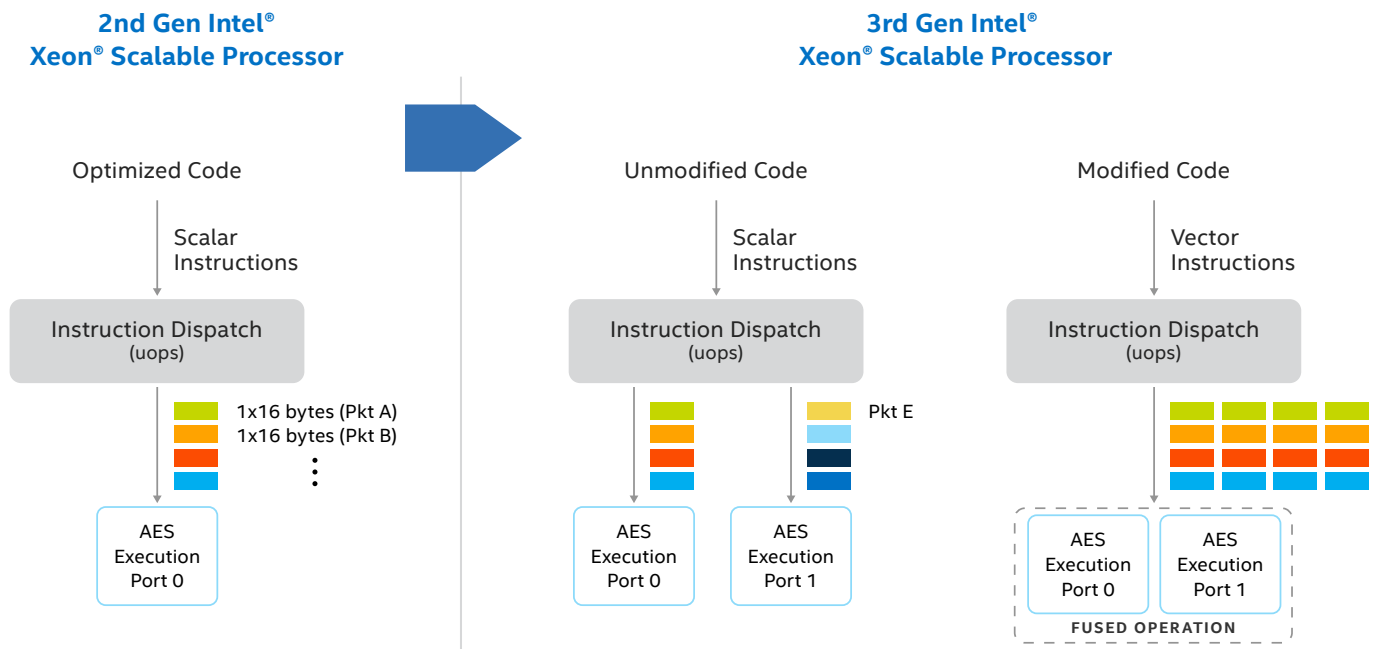 2nd Gen Intel®
Xeon® Scalable Processor
3rd Gen Intel®
Xeon® Scalable Processor
Optimized Code
Scalar
Instructions
Instruction Dispatch
(uops)
1x16 bytes (Pkt A)
1x16 bytes (Pkt B)
AES
Execution
Port 0
Unmodified Code
Scalar
Instructions
Instruction Dispatch
(uops)
Pkt E
AES
Execution
Port 0
AES
Execution
Port 1
Modified Code
Vector
Instructions
Instruction Dispatch
(uops)
AES
Execution
Port 0
AES
Execution
Port 1
FUSED OPERATION